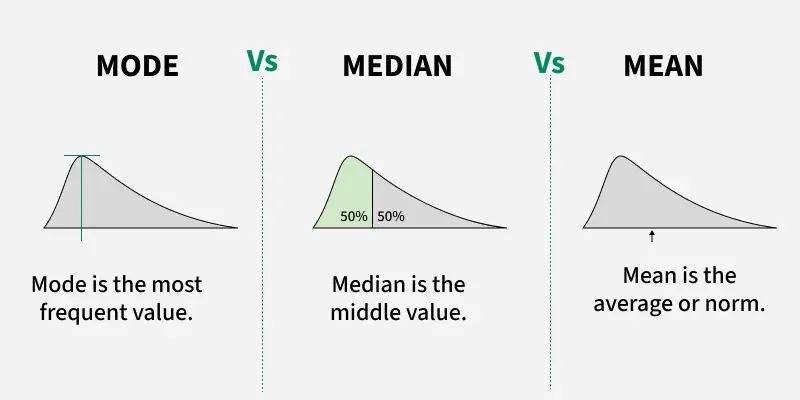 MODE
Vs
MEDIAN
Vs
MEAN
50% 50%
Mode is the most
frequent value.
Median is the
middle value.
Mean is the
average or norm.